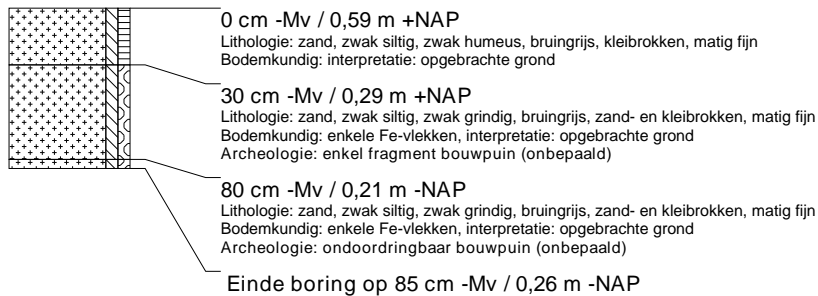 0 cm -Mv / 0,59 m +NAP
Lithologie: zand, zwak siltig, zwak humeus, bruingrijs, kleibrokken, matig fijn
Bodemkundig: interpretatie: opgebrachte grond
30 cm -Mv / 0,29 m +NAP
Lithologie: zand, zwak siltig, zwak grindig, bruingrijs, zand- en kleibrokken, matig fijn
Bodemkundig: enkele Fe-vlekken, interpretatie: opgebrachte grond
Archeologie: enkel fragment bouwpuin (onbepaald)
80 cm -Mv / 0,21 m -NAP
Lithologie: zand, zwak siltig, zwak grindig, bruingrijs, zand- en kleibrokken, matig fijn
Bodemkundig: enkele Fe-vlekken, interpretatie: opgebrachte grond
Archeologie: ondoordringbaar bouwpuin (onbepaald)
Einde boring op 85 cm -Mv / 0,26 m -NAP